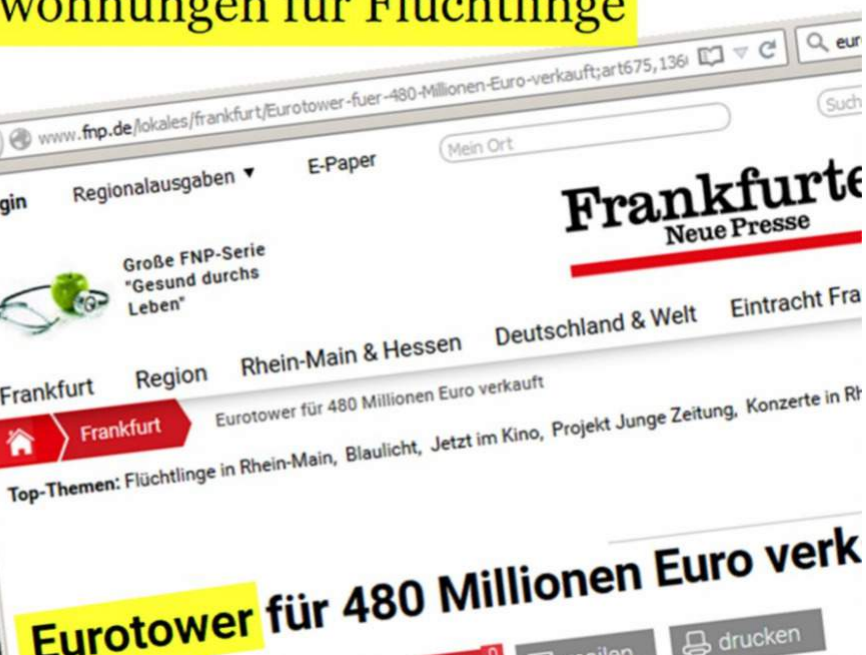 wohnungen für Flüchtlinge
www.fnp.de/lokales/frankfurt/Eurotower-fuer-480-Millionen-Euro-verkauft;art675,136
eur
gin Regionalausgaben E-Paper Mein Ort Such
Frankfurte
Neue Presse
Große FNP-Serie
"Gesund durchs
Leben"
Frankfurt Region Rhein-Main & Hessen Deutschland & Welt Eintracht Fra
Frankfurt Eurotower für 480 Millionen Euro verkauft
Top-Themen: Flüchtlinge in Rhein-Main, Blaulicht, Jetzt im Kino, Projekt Junge Zeitung, Konzerte in Rh
Eurotower für 480 Millionen Euro verk
drucken